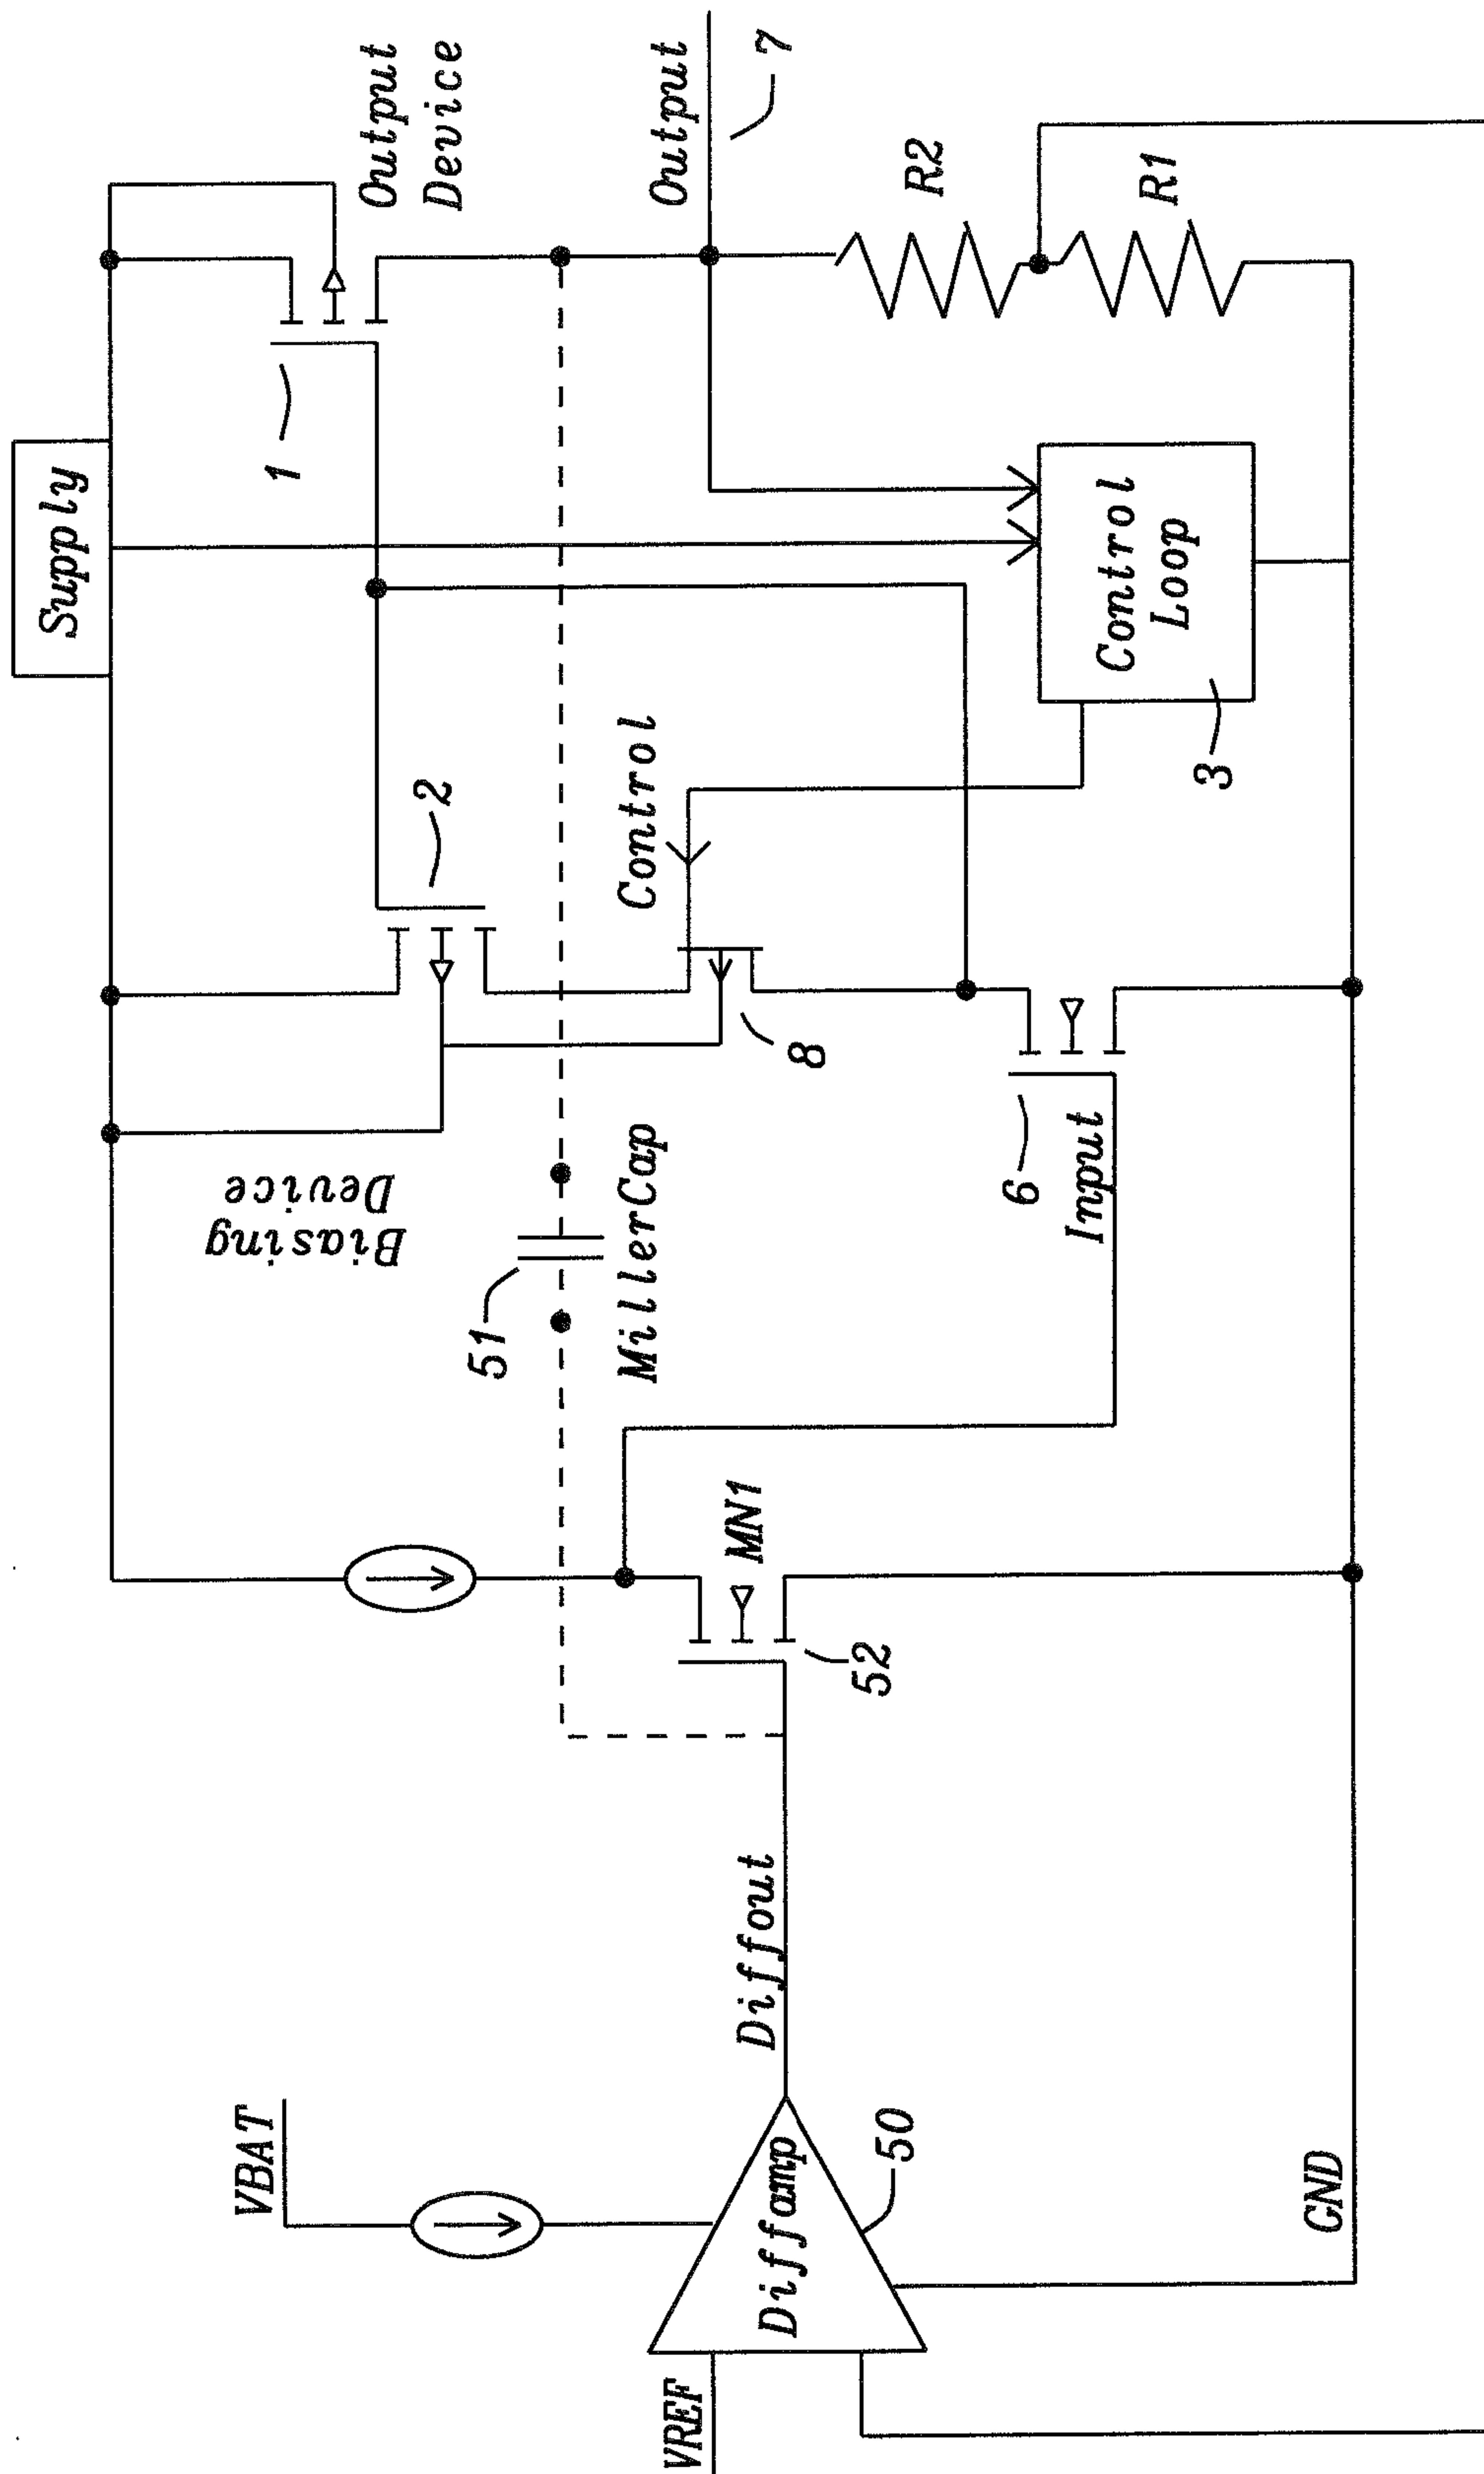 Supply
1
Output
Device
Output
7
R2
R1
2
Biasing
Device
Control
8
Control
Loop
3
51
MillerCap
6
Input
MN1
52
VBAT
Diffout
Diffamp
50
VREF
GND